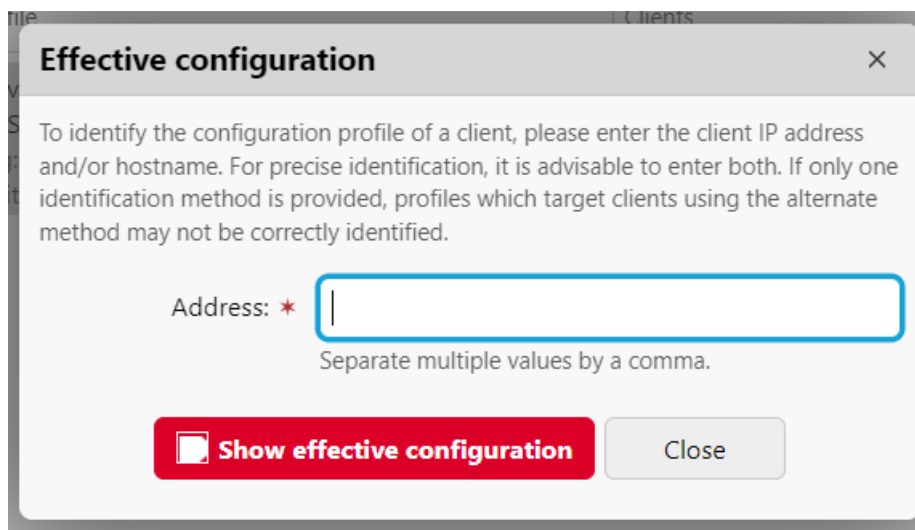 file
Clients
Effective configuration
To identify the configuration profile of a client, please enter the client IP address
and/or hostname. For precise identification, it is advisable to enter both. If only one
identification method is provided, profiles which target clients using the alternate
method may not be correctly identified.
Address: *
Separate multiple values by a comma.
Show effective configuration
Close